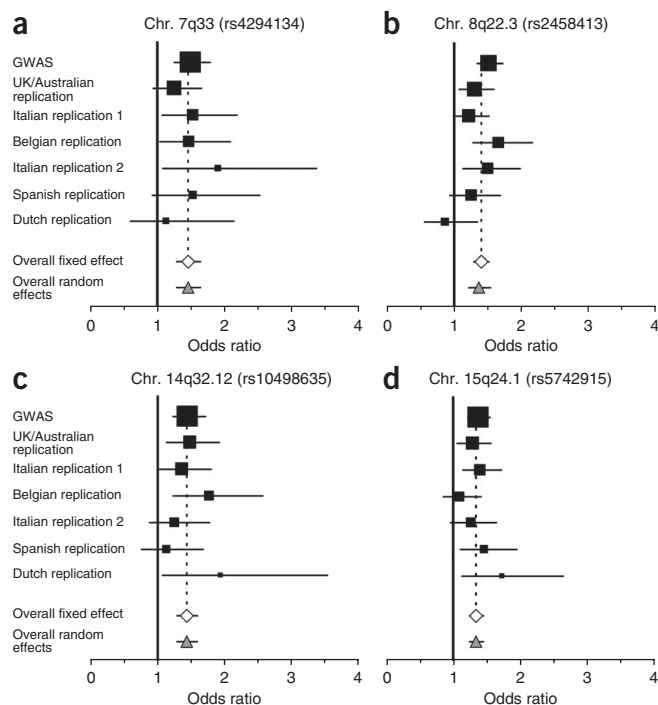 a
Chr. 7q33 (rs4294134)
GWAS
UK/Australian
replication
Italian replication 1
Belgian replication
Italian replication 2
Spanish replication
Dutch replication
Overall fixed effect
Overall random
effects
0 1 2 3 4
Odds ratio
b
Chr. 8q22.3 (rs2458413)
0 1 2 3 4
Odds ratio
c
Chr. 14q32.12 (rs10498635)
GWAS
UK/Australian
replication
Italian replication 1
Belgian replication
Italian replication 2
Spanish replication
Dutch replication
Overall fixed effect
Overall random
effects
0 1 2 3 4
Odds ratio
d
Chr. 15q24.1 (rs5742915)
0 1 2 3 4
Odds ratio